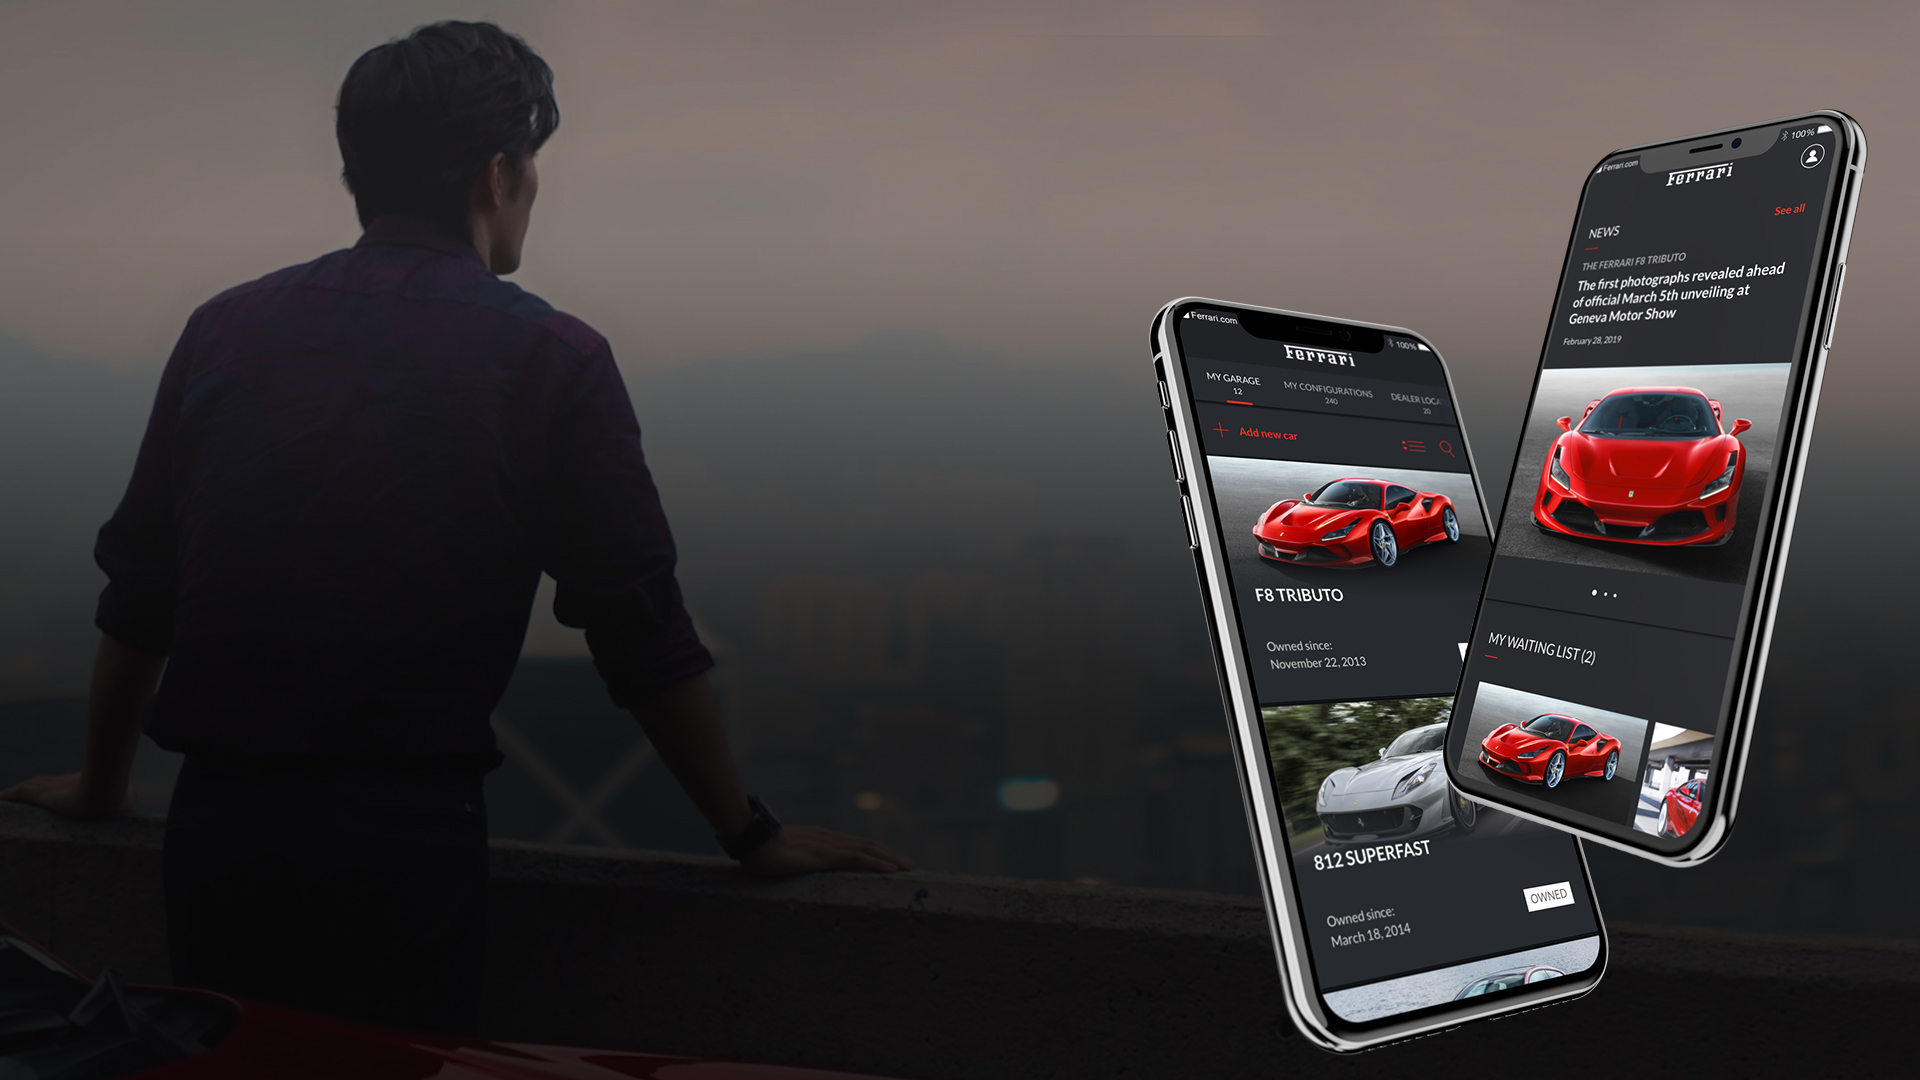 Ferrari.com
100%
Ferrari
MY GARAGE
12
MY CONFIGURATIONS
240
DEALER LOCA
20
Add new car
F8 TRIBUTO
Owned since:
November 22, 2013
812 SUPERFAST
OWNED
Owned since:
March 18, 2014
Ferrari.com
100%
Ferrari
See all
NEWS
THE FERRARI F8 TRIBUTO
The first photographs revealed ahead
of official March 5th unveiling at
Geneva Motor Show
February 28, 2019
MY WAITING LIST (2)